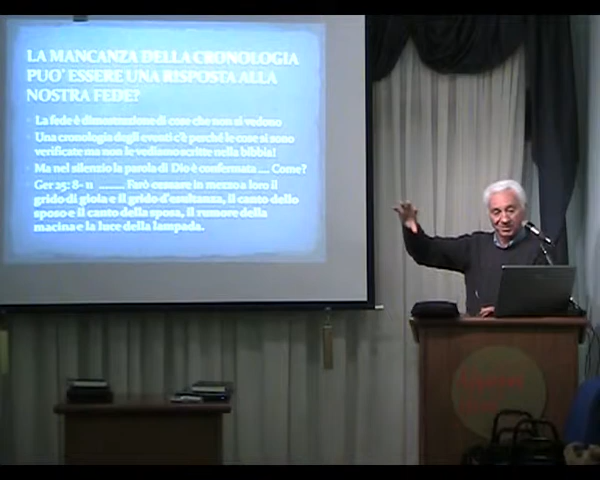 LA MANCANZA DELLA CRONOLOGIA
PUO' ESSERE UNA RISPOSTA ALLA
NOSTRA FEDE?
La fede è dimostrazione di cose che non si vedono
Una cronologia degli eventi c'è perché le cose si sono
verificate ma non le vediamo scritte nella bibbia!
Ma nel silenzio la parola di Dio è confermata .... Come?
Ger 25: 8- 11 ........ Farò cessare in mezzo a loro il
grido di gioia e il grido d'esultanza, il canto dello
sposo e il canto della sposa, il rumore della
macina e la luce della lampada.